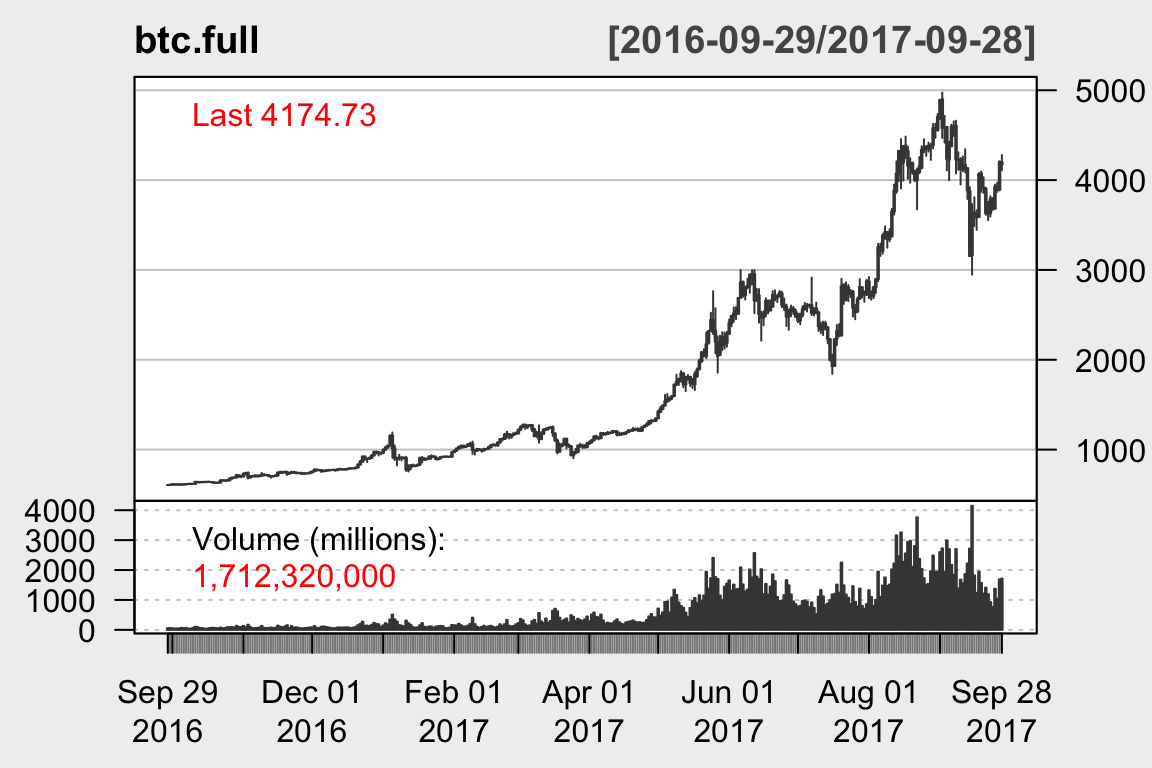 btc.full [2016-09-29/2017-09-28]
Last 4174.73
5000
4000
3000
2000
1000
Volume (millions):
1,712,320,000
4000
3000
2000
1000
0
Sep 29 Dec 01 Feb 01 Apr 01 Jun 01 Aug 01 Sep 28
2016 2016 2017 2017 2017 2017 2017